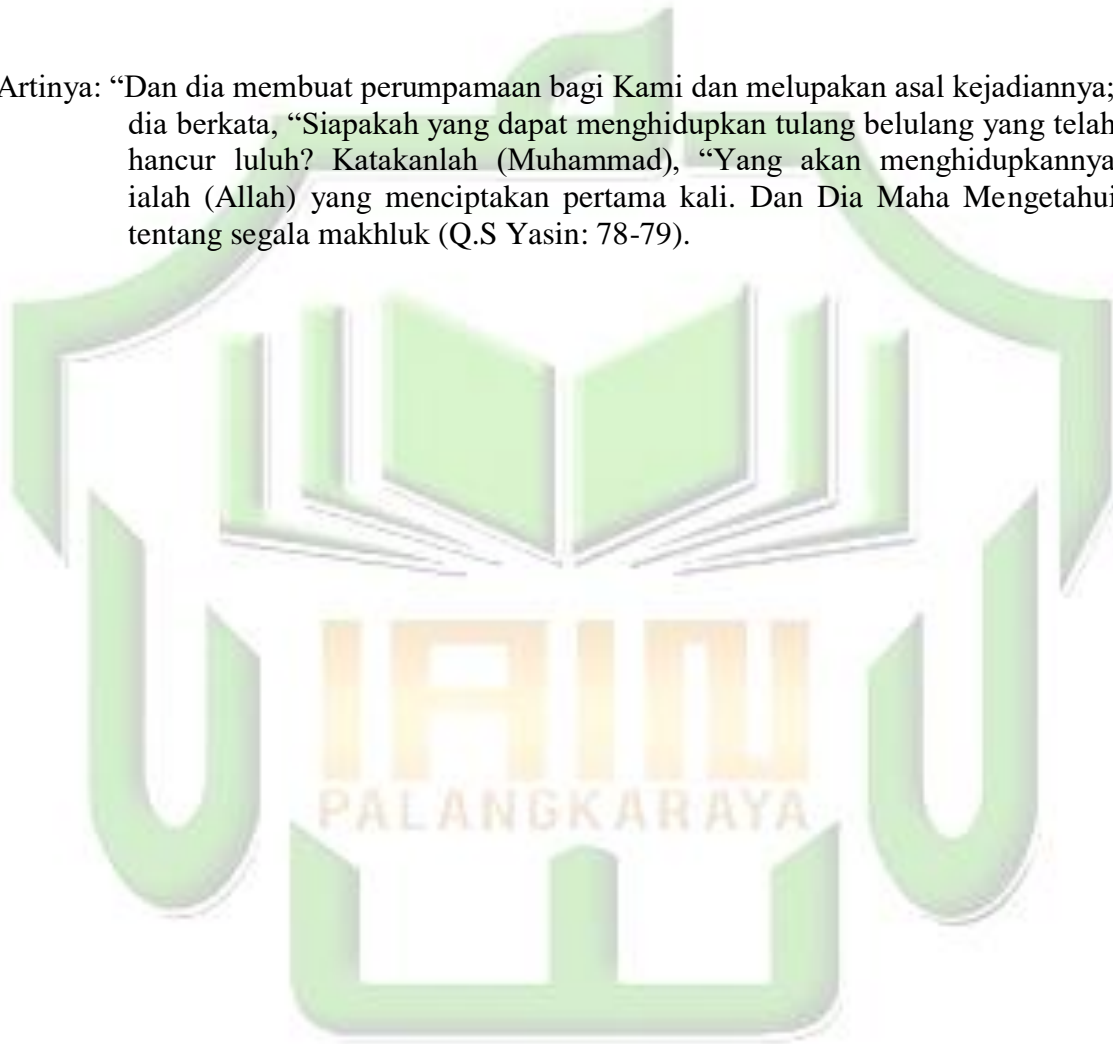 Artinya: “Dan dia membuat perumpamaan bagi Kami dan melupakan asal kejadiannya;
dia berkata, “Siapakah yang dapat menghidupkan tulang belulang yang telah
hancur luluh? Katakanlah (Muhammad), “Yang akan menghidupkannya
ialah (Allah) yang menciptakan pertama kali. Dan Dia Maha Mengetahui
tentang segala makhluk (Q.S Yasin: 78-79).
IAIN
PALANGKARAYA